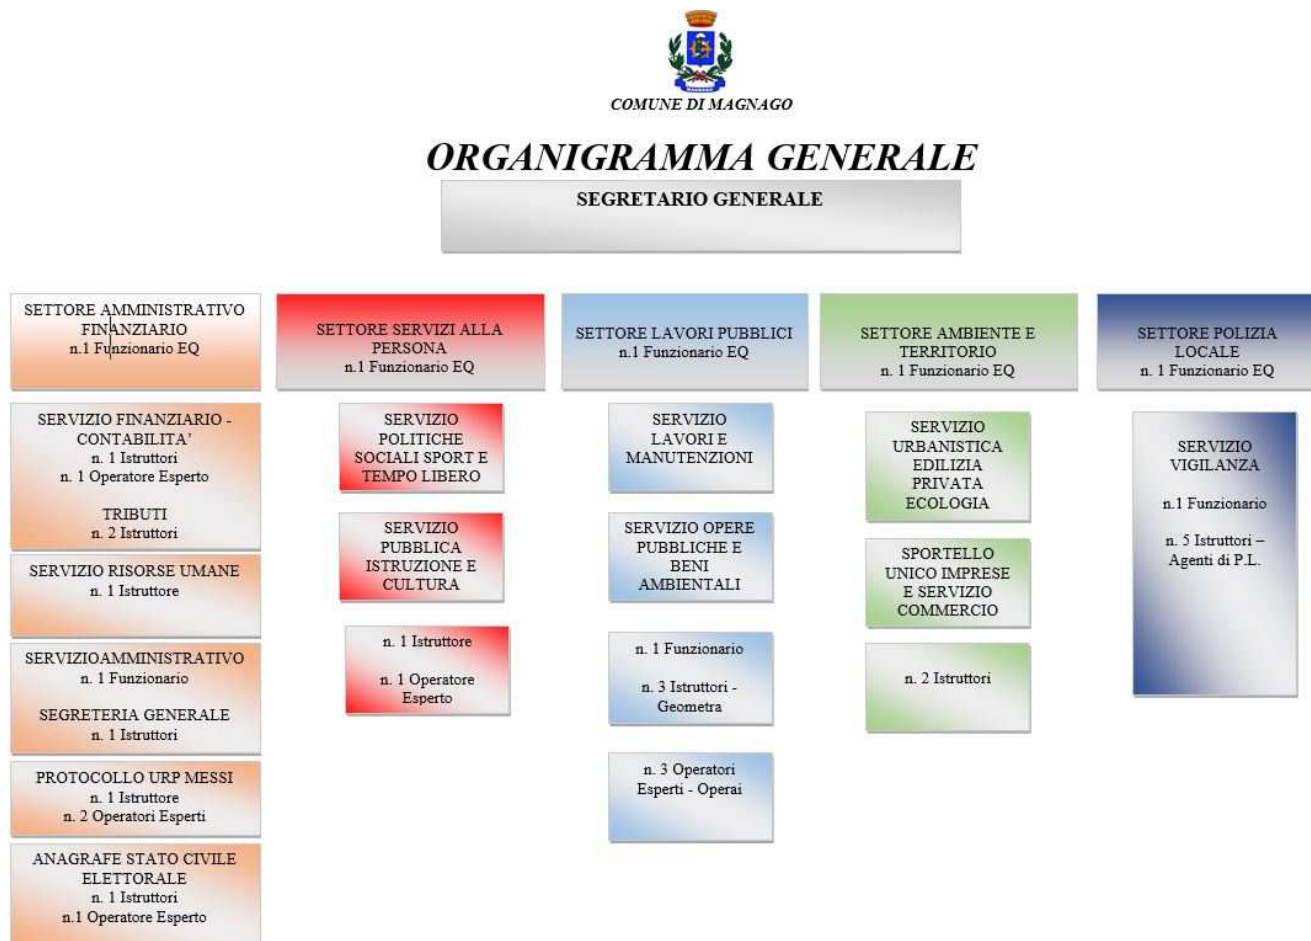 COMUNE DI MAGNAGO
ORGANIGRAMMA GENERALE
SEGRETARIO GENERALE
SETTORE AMMINISTRATIVO
FINANZIARIO
n.1 Funzionario EQ
SERVIZIO FINANZIARIO -
CONTABILITA'
n. 1 Istruttori
n. 1 Operatore Esperto
TRIBUTI
n. 2 Istruttori
SERVIZIO RISORSE UMANE
n. 1 Istruttore
SERVIZIOAMMINISTRATIVO
n. 1 Funzionario
SEGRETERIA GENERALE
n. 1 Istruttori
PROTOCOLLO URP MESSI
n. 1 Istruttore
n. 2 Operatori Esperti
ANAGRAFE STATO CIVILE
ELETTORALE
n. 1 Istruttori
n.1 Operatore Esperto
SETTORE SERVIZI ALLA
PERSONA
n.1 Funzionario EQ
SERVIZIO
POLITICHE
SOCIALI SPORT E
TEMPO LIBERO
SERVIZIO
PUBBLICA
ISTRUZIONE E
CULTURA
n. 1 Istruttore
n. 1 Operatore
Esperto
SETTORE LAVORI PUBBLICI
n.1 Funzionario EQ
SERVIZIO
LAVORI E
MANUTENZIONI
SERVIZIO OPERE
PUBBLICHE E
BENI
AMBIENTALI
n. 1 Funzionario
n. 3 Istruttori -
Geometra
n. 3 Operatori
Esperti - Operai
SETTORE AMBIENTE E
TERRITORIO
n. 1 Funzionario EQ
SERVIZIO
URBANISTICA
EDILIZIA
PRIVATA
ECOLOGIA
SPORTELLO
UNICO IMPRESE
E SERVIZIO
COMMERCIO
n. 2 Istruttori
SETTORE POLIZIA
LOCALE
n. 1 Funzionario EQ
SERVIZIO
VIGILANZA
n.1 Funzionario
n. 5 Istruttori –
Agenti di P.L.